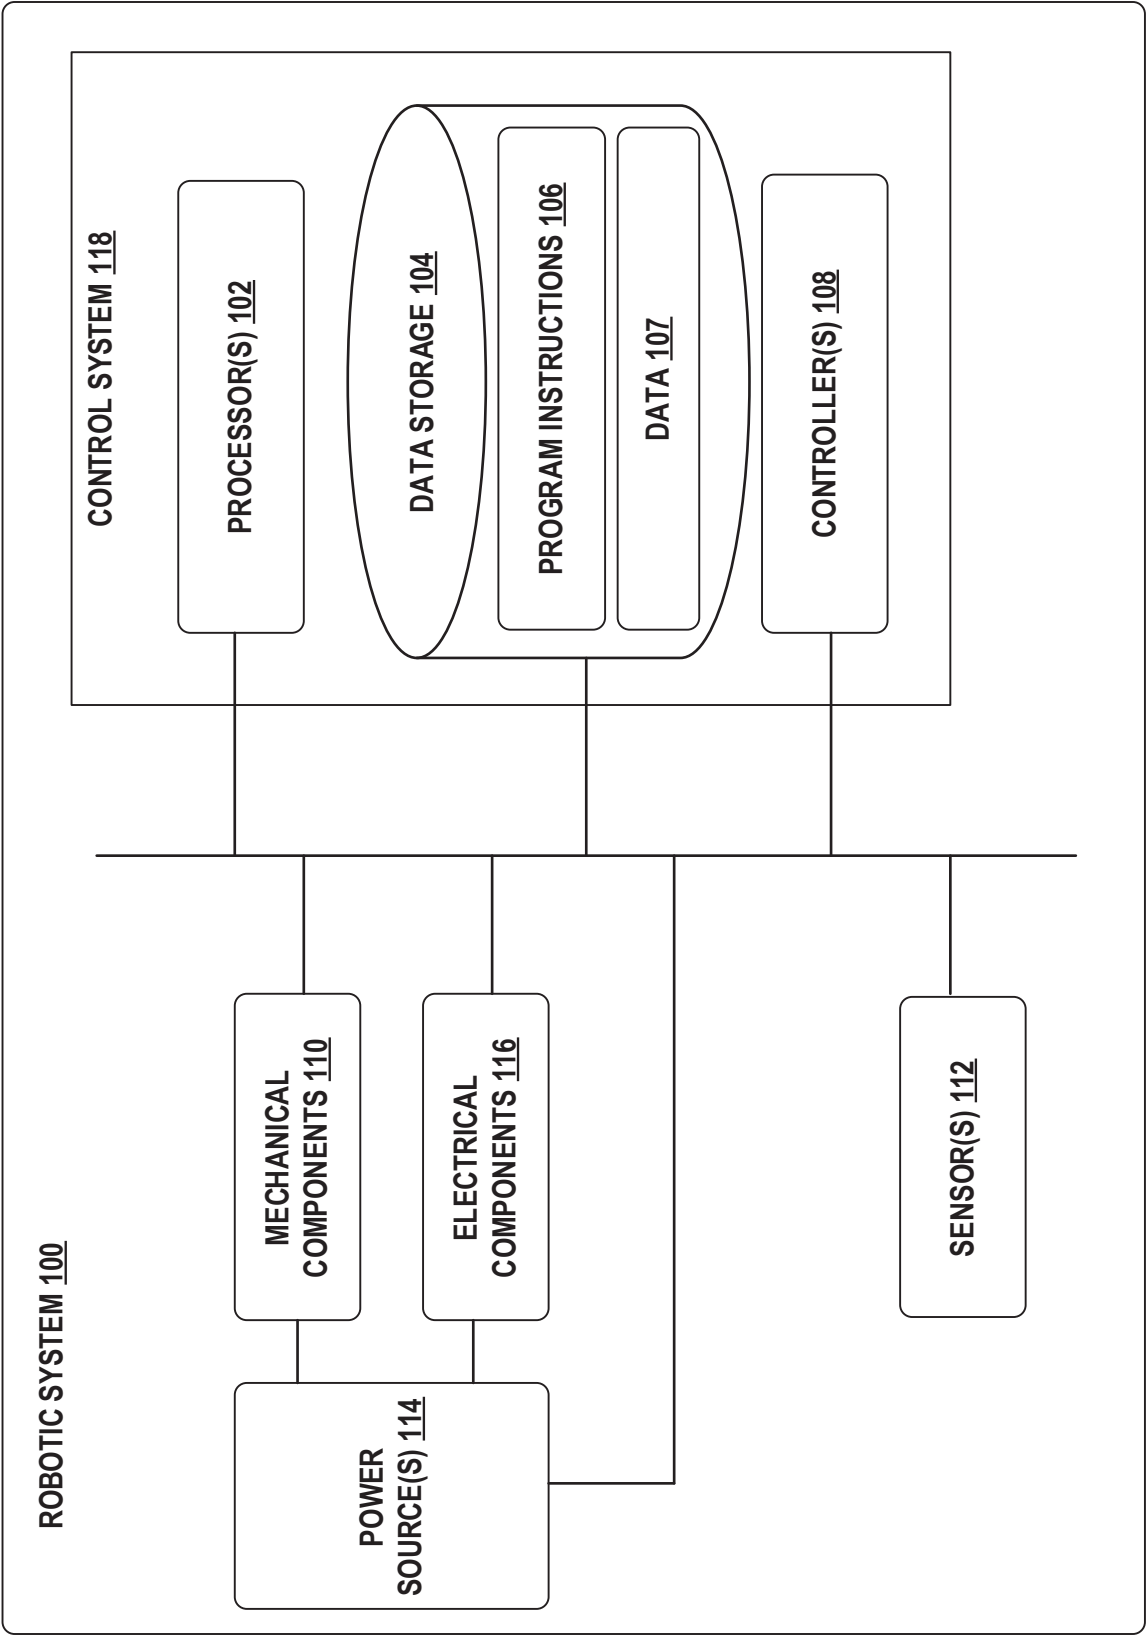 ROBOTIC SYSTEM 100
CONTROL SYSTEM 118
PROCESSOR(S) 102
DATA STORAGE 104
PROGRAM INSTRUCTIONS 106
DATA 107
CONTROLLER(S) 108
MECHANICAL
COMPONENTS 110
ELECTRICAL
COMPONENTS 116
POWER
SOURCE(S) 114
SENSOR(S) 112